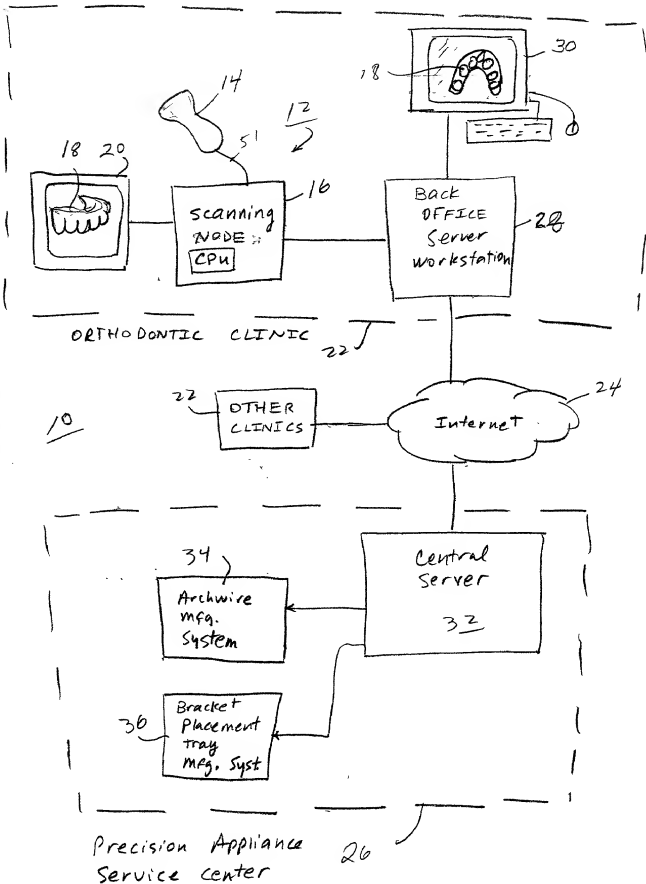 30
18
14
12
51
18
20
16
Scanning
NODE:
CPU
BACK
OFFICE
Server
Workstation
28
ORTHODONTIC CLINIC
22
24
22
OTHER
CLINICS
Internet
10
Central
Server
32
34
Archwire
mfg.
System
36
Bracket
Placement
tray
mfg. Syst
Precision Appliance
Service center
26